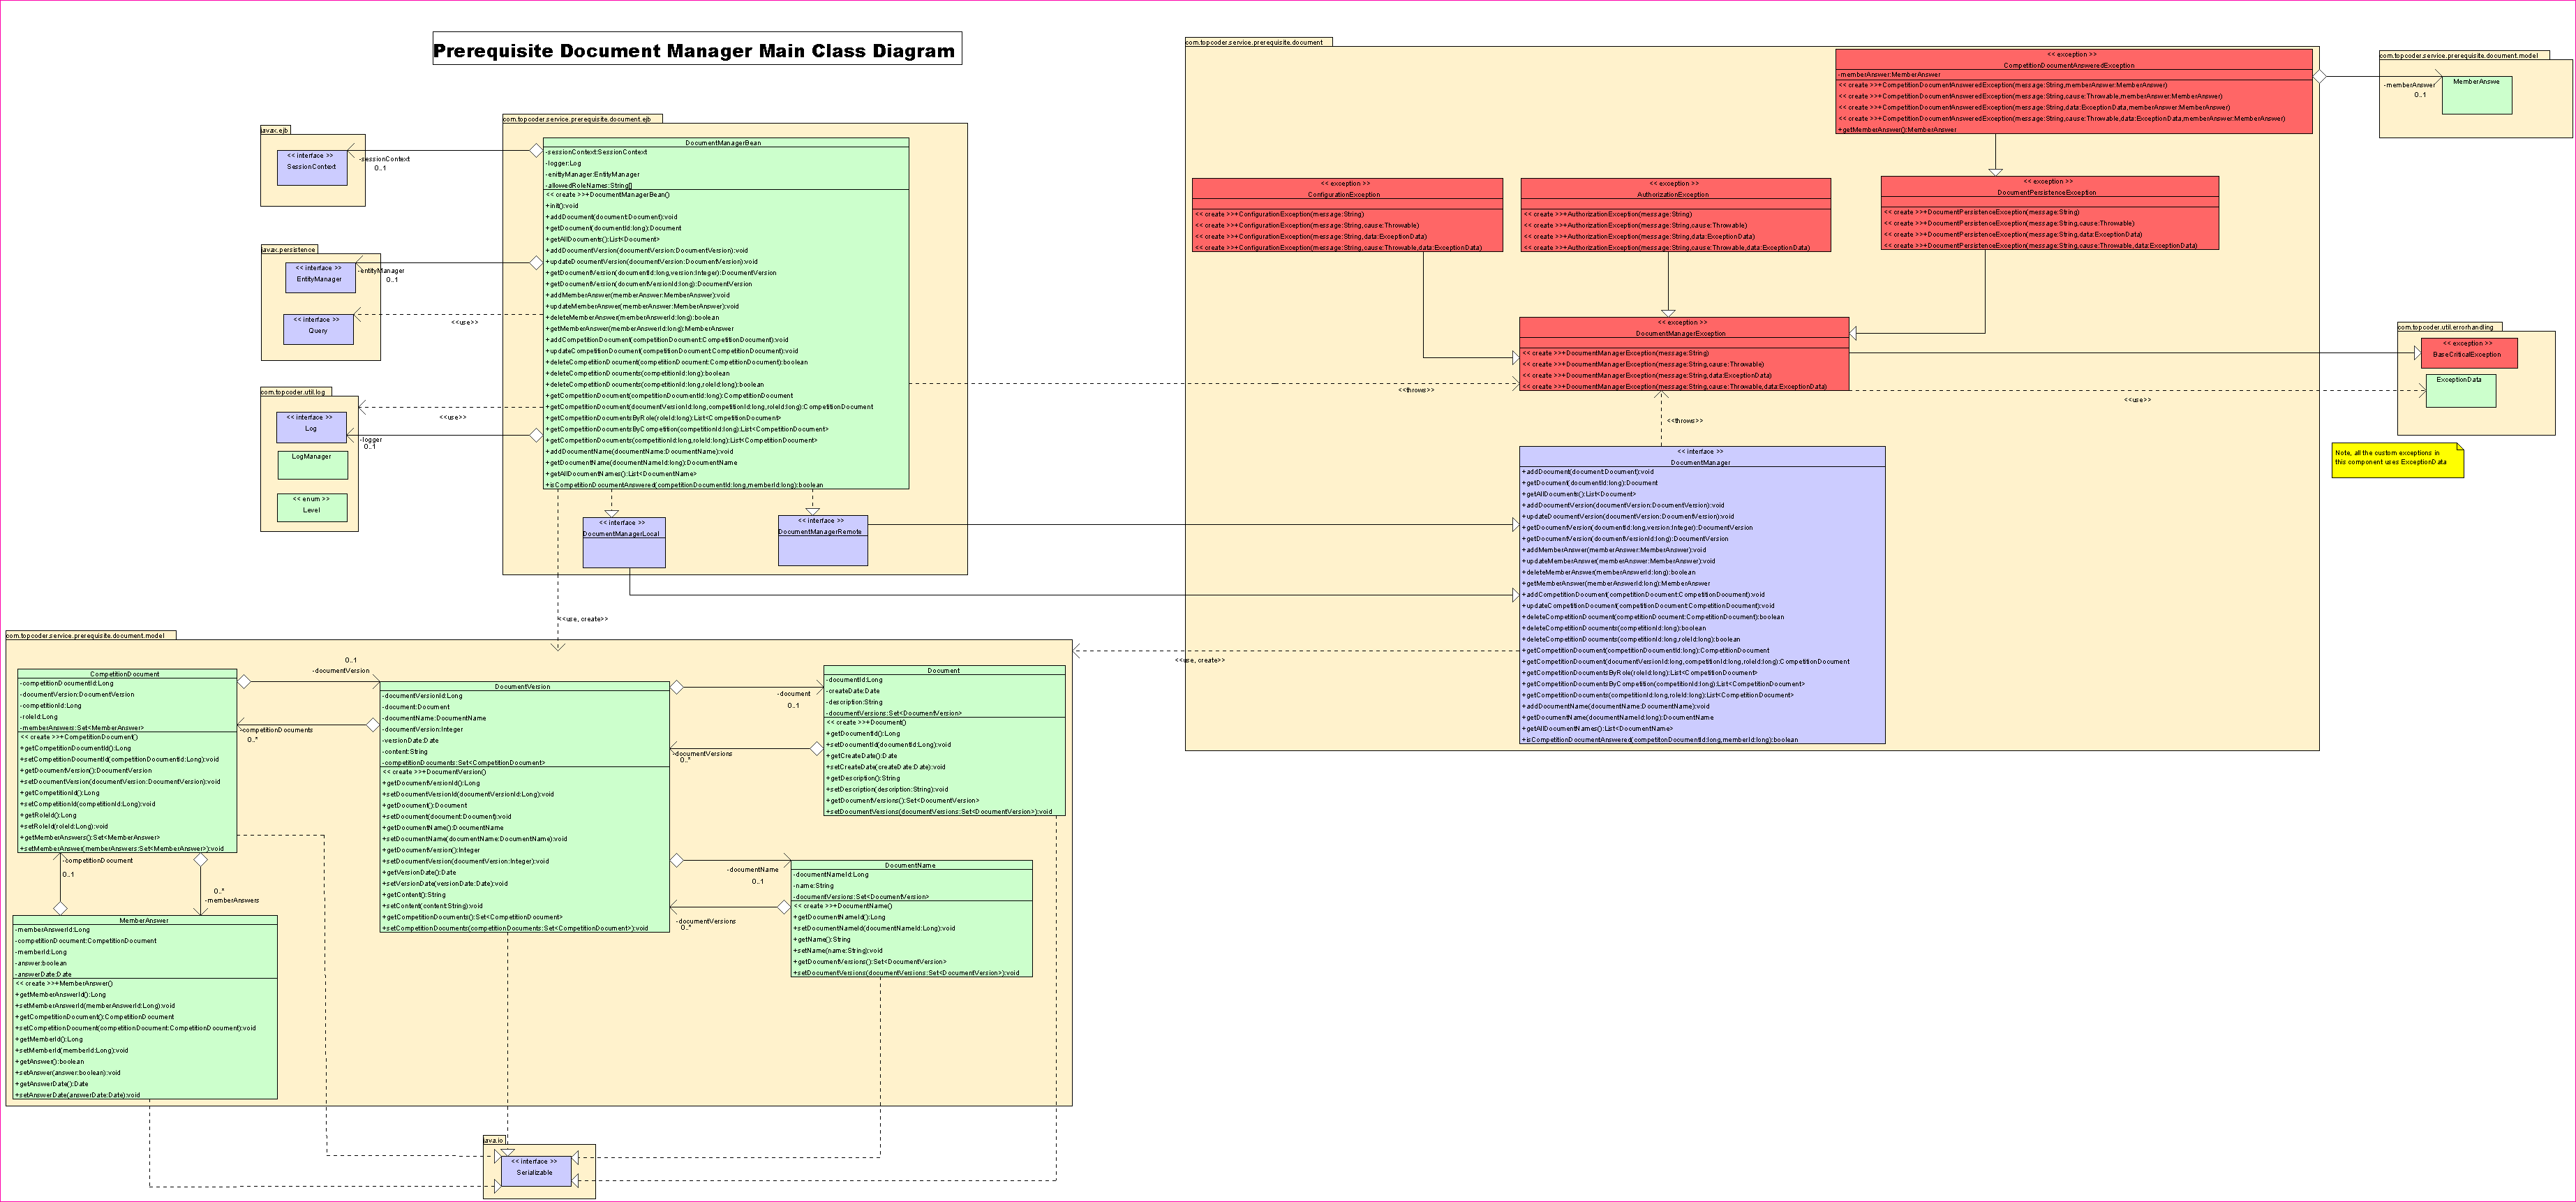 Prerequisite Document Manager Main Class Diagram
javax.ejb
<< interface >>
SessionContext
-sessionContext
0..1
javax.persistence
<< interface >>
EntityManager
-entityManager
0..1
<< interface >>
Query
<<use>>
com.topcoder.util.log
<< interface >>
Log
<<use>>
-logger
0..1
LogManager
<< enum >>
Level
com.topcoder.service.prerequisite.document.ejb
DocumentManagerBean
-sessionContext:SessionContext
-logger:Log
-enittyManager:EntityManager
-allowedRoleNames:String[]
<< create >>+DocumentManagerBean()
+init():void
+addDocument(document:Document):void
+getDocument(documentId:long):Document
+getAllDocuments():List<Document>
+addDocumentVersion(documentVersion:DocumentVersion):void
+updateDocumentVersion(documentVersion:DocumentVersion):void
+getDocumentVersion(documentId:long,version:Integer):DocumentVersion
+getDocumentVersion(documentVersionId:long):DocumentVersion
+addMemberAnswer(memberAnswer:MemberAnswer):void
+updateMemberAnswer(memberAnswer:MemberAnswer):void
+deleteMemberAnswer(memberAnswerId:long):boolean
+getMemberAnswer(memberAnswerId:long):MemberAnswer
+addCompetitionDocument(competitionDocument:CompetitionDocument):void
+updateCompetitionDocument(competitionDocument:CompetitionDocument):void
+deleteCompetitionDocument(competitionDocument:CompetitionDocument):boolean
+deleteCompetitionDocuments(competitionId:long):boolean
+deleteCompetitionDocuments(competitionId:long,roleId:long):boolean
+getCompetitionDocument(competitionDocumentId:long):CompetitionDocument
+getCompetitionDocument(documentVersionId:long,competitionId:long,roleId:long):CompetitionDocument
+getCompetitionDocumentsByRole(roleId:long):List<CompetitionDocument>
+getCompetitionDocumentsByCompetition(competitionId:long):List<CompetitionDocument>
+getCompetitionDocuments(competitionId:long,roleId:long):List<CompetitionDocument>
+addDocumentName(documentName:DocumentName):void
+getDocumentName(documentNameId:long):DocumentName
+getAllDocumentNames():List<DocumentName>
+isCompetitionDocumentAnswered(competitonDocumentId:long,memberId:long):boolean
<< interface >>
DocumentManagerLocal
<< interface >>
DocumentManagerRemote
<<use, create>>
com.topcoder.service.prerequisite.document
<< exception >>
CompetitionDocumentAnsweredException
-memberAnswer:MemberAnswer
<< create >>+CompetitionDocumentAnsweredException(message:String,memberAnswer:MemberAnswer)
<< create >>+CompetitionDocumentAnsweredException(message:String,cause:Throwable,memberAnswer:MemberAnswer)
<< create >>+CompetitionDocumentAnsweredException(message:String,data:ExceptionData,memberAnswer:MemberAnswer)
<< create >>+CompetitionDocumentAnsweredException(message:String,cause:Throwable,data:ExceptionData,memberAnswer:MemberAnswer)
+getMemberAnswer():MemberAnswer
com.topcoder.service.prerequisite.document.model
MemberAnswe
-memberAnswer
0..1
<< exception >>
ConfigurationException
<< create >>+ConfigurationException(message:String)
<< create >>+ConfigurationException(message:String,cause:Throwable)
<< create >>+ConfigurationException(message:String,data:ExceptionData)
<< create >>+ConfigurationException(message:String,cause:Throwable,data:ExceptionData)
<< exception >>
AuthorizationException
<< create >>+AuthorizationException(message:String)
<< create >>+AuthorizationException(message:String,cause:Throwable)
<< create >>+AuthorizationException(message:String,data:ExceptionData)
<< create >>+AuthorizationException(message:String,cause:Throwable,data:ExceptionData)
<< exception >>
DocumentPersistenceException
<< create >>+DocumentPersistenceException(message:String)
<< create >>+DocumentPersistenceException(message:String,cause:Throwable)
<< create >>+DocumentPersistenceException(message:String,data:ExceptionData)
<< create >>+DocumentPersistenceException(message:String,cause:Throwable,data:ExceptionData)
<< exception >>
DocumentManagerException
<< create >>+DocumentManagerException(message:String)
<< create >>+DocumentManagerException(message:String,cause:Throwable)
<< create >>+DocumentManagerException(message:String,data:ExceptionData)
<< create >>+DocumentManagerException(message:String,cause:Throwable,data:ExceptionData)
<<throws>>
<<throws>>
<<use>>
com.topcoder.util.errorhandling
<< exception >>
BaseCriticalException
ExceptionData
Note, all the custom exceptions in
this component uses ExceptionData
<< interface >>
DocumentManager
+addDocument(document:Document):void
+getDocument(documentId:long):Document
+getAllDocuments():List<Document>
+addDocumentVersion(documentVersion:DocumentVersion):void
+updateDocumentVersion(documentVersion:DocumentVersion):void
+getDocumentVersion(documentId:long,version:Integer):DocumentVersion
+getDocumentVersion(documentVersionId:long):DocumentVersion
+addMemberAnswer(memberAnswer:MemberAnswer):void
+updateMemberAnswer(memberAnswer:MemberAnswer):void
+deleteMemberAnswer(memberAnswerId:long):boolean
+getMemberAnswer(memberAnswerId:long):MemberAnswer
+addCompetitionDocument(competitionDocument:CompetitionDocument):void
+updateCompetitionDocument(competitionDocument:CompetitionDocument):void
+deleteCompetitionDocument(competitionDocument:CompetitionDocument):boolean
+deleteCompetitionDocuments(competitionId:long):boolean
+deleteCompetitionDocuments(competitionId:long,roleId:long):boolean
+getCompetitionDocument(competitionDocumentId:long):CompetitionDocument
+getCompetitionDocument(documentVersionId:long,competitionId:long,roleId:long):CompetitionDocument
+getCompetitionDocumentsByRole(roleId:long):List<CompetitionDocument>
+getCompetitionDocumentsByCompetition(competitionId:long):List<CompetitionDocument>
+getCompetitionDocuments(competitionId:long,roleId:long):List<CompetitionDocument>
+addDocumentName(documentName:DocumentName):void
+getDocumentName(documentNameId:long):DocumentName
+getAllDocumentNames():List<DocumentName>
+isCompetitionDocumentAnswered(competitonDocumentId:long,memberId:long):boolean
<<use, create>>
com.topcoder.service.prerequisite.document.model
CompetitionDocument
-competitionDocumentId:Long
-documentVersion:DocumentVersion
-competitionId:Long
-roleId:Long
-memberAnswers:Set<MemberAnswer>
<< create >>+CompetitionDocument()
+getCompetitionDocumentId():Long
+setCompetitionDocumentId(competitionDocumentId:Long):void
+getDocumentVersion():DocumentVersion
+setDocumentVersion(documentVersion:DocumentVersion):void
+getCompetitionId():Long
+setCompetitionId(competitionId:Long):void
+getRoleId():Long
+setRoleId(roleId:Long):void
+getMemberAnswers():Set<MemberAnswer>
+setMemberAnswer(memberAnswers:Set<MemberAnswer>):void
0..1
-documentVersion
-competitionDocuments
0..*
DocumentVersion
-documentVersionId:Long
-document:Document
-documentName:DocumentName
-documentVersion:Integer
-versionDate:Date
-content:String
-competitionDocuments:Set<CompetitionDocument>
<< create >>+DocumentVersion()
+getDocumentVersionId():Long
+setDocumentVersionId(documentVersionId:Long):void
+getDocument():Document
+setDocument(document:Document):void
+getDocumentName():DocumentName
+setDocumentName(documentName:DocumentName):void
+getDocumentVersion():Integer
+setDocumentVersion(documentVersion:Integer):void
+getVersionDate():Date
+setVersionDate(versionDate:Date):void
+getContent():String
+setContent(content:String):void
+getCompetitionDocuments():Set<CompetitionDocument>
+setCompetitionDocuments(competitionDocuments:Set<CompetitionDocument>):void
-document
0..1
-documentVersions
0..*
Document
-documentId:Long
-createDate:Date
-description:String
-documentVersions:Set<DocumentVersion>
<< create >>+Document()
+getDocumentId():Long
+setDocumentId(documentId:Long):void
+getCreateDate():Date
+setCreateDate(createDate:Date):void
+getDescription():String
+setDescription(description:String):void
+getDocumentVersions():Set<DocumentVersion>
+setDocumentVersions(documentVersions:Set<DocumentVersion>):void
-documentName
0..1
-documentVersions
0..*
DocumentName
-documentNameId:Long
-name:String
-documentVersions:Set<DocumentVersion>
<< create >>+DocumentName()
+getDocumentNameId():Long
+setDocumentNameId(documentNameId:Long):void
+getName():String
+setName(name:String):void
+getDocumentVersions():Set<DocumentVersion>
+setDocumentVersions(documentVersions:Set<DocumentVersion>):void
-competitionDocument
0..1
0..*
-memberAnswers
MemberAnswer
-memberAnswerId:Long
-competitionDocument:CompetitionDocument
-memberId:Long
-answer:boolean
-answerDate:Date
<< create >>+MemberAnswer()
+getMemberAnswerId():Long
+setMemberAnswerId(memberAnswerId:Long):void
+getCompetitionDocument():CompetitionDocument
+setCompetitionDocument(competitionDocument:CompetitionDocument):void
+getMemberId():Long
+setMemberId(memberId:Long):void
+getAnswer():boolean
+setAnswer(answer:boolean):void
+getAnswerDate():Date
+setAnswerDate(answerDate:Date):void
java.io
<< interface >>
Serializable